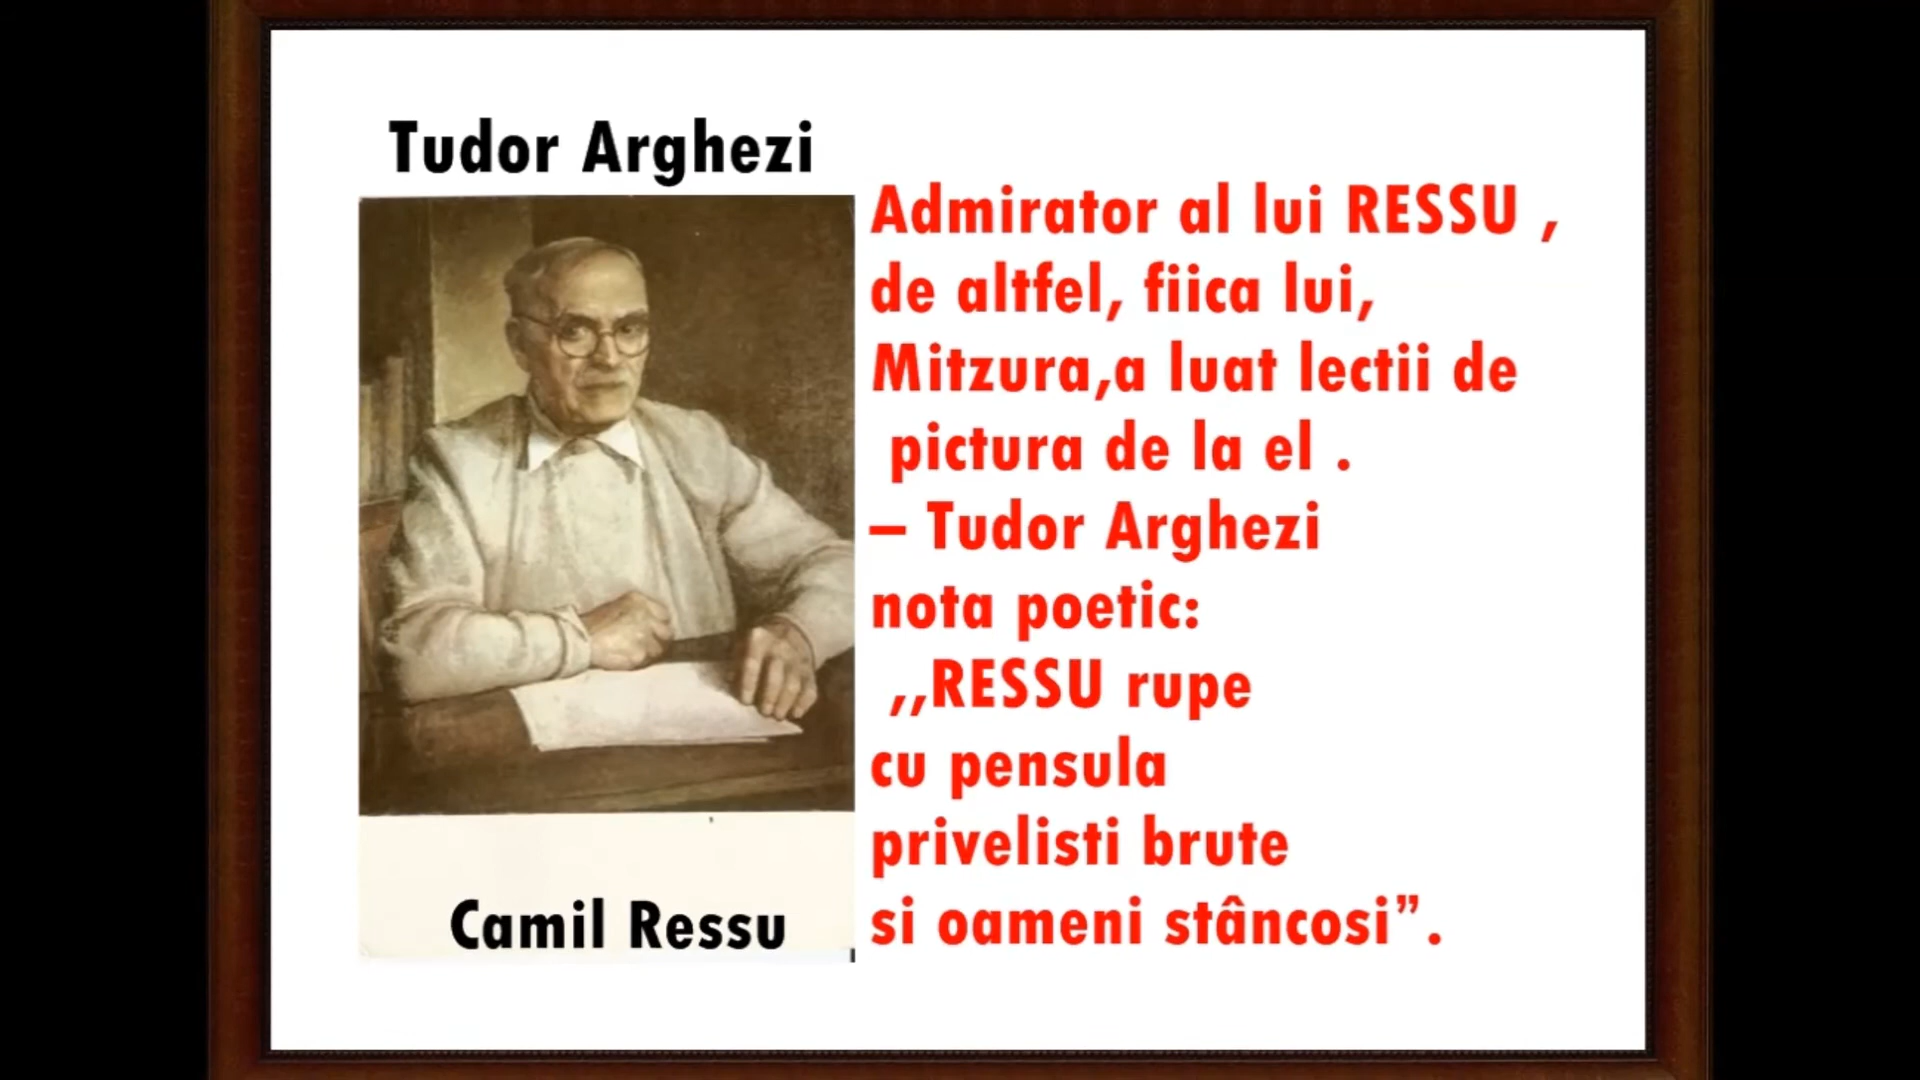 Tudor Arghezi
Admirator al lui RESSU ,
de altfel, fiica lui,
Mitzura,a luat lectii de
pictura de la el .
– Tudor Arghezi
nota poetic:
,,RESSU rupe
cu pensula
privelisti brute
si oameni stâncosi”.
Camil Ressu